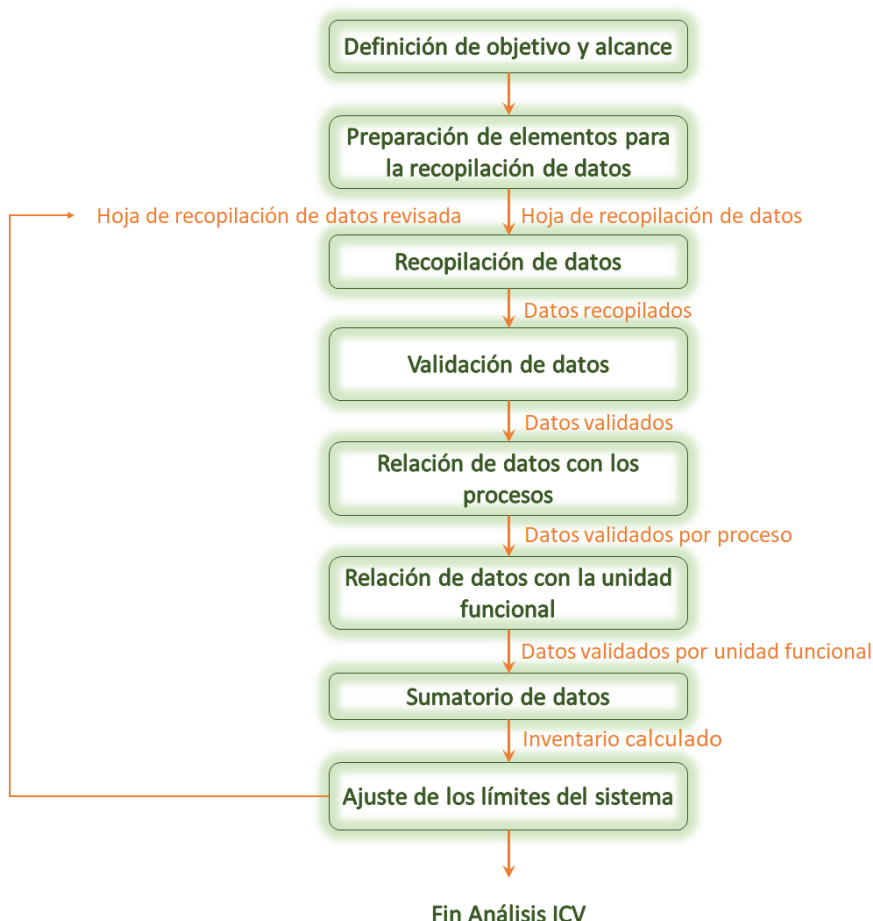 Definición de objetivo y alcance
Preparación de elementos para
la recopilación de datos
Hoja de recopilación de datos revisada
Hoja de recopilación de datos
Recopilación de datos
Datos recopilados
Validación de datos
Datos validados
Relación de datos con los
procesos
Datos validados por proceso
Relación de datos con la unidad
funcional
Datos validados por unidad funcional
Sumatorio de datos
Inventario calculado
Ajuste de los límites del sistema
Fin Análisis ICV